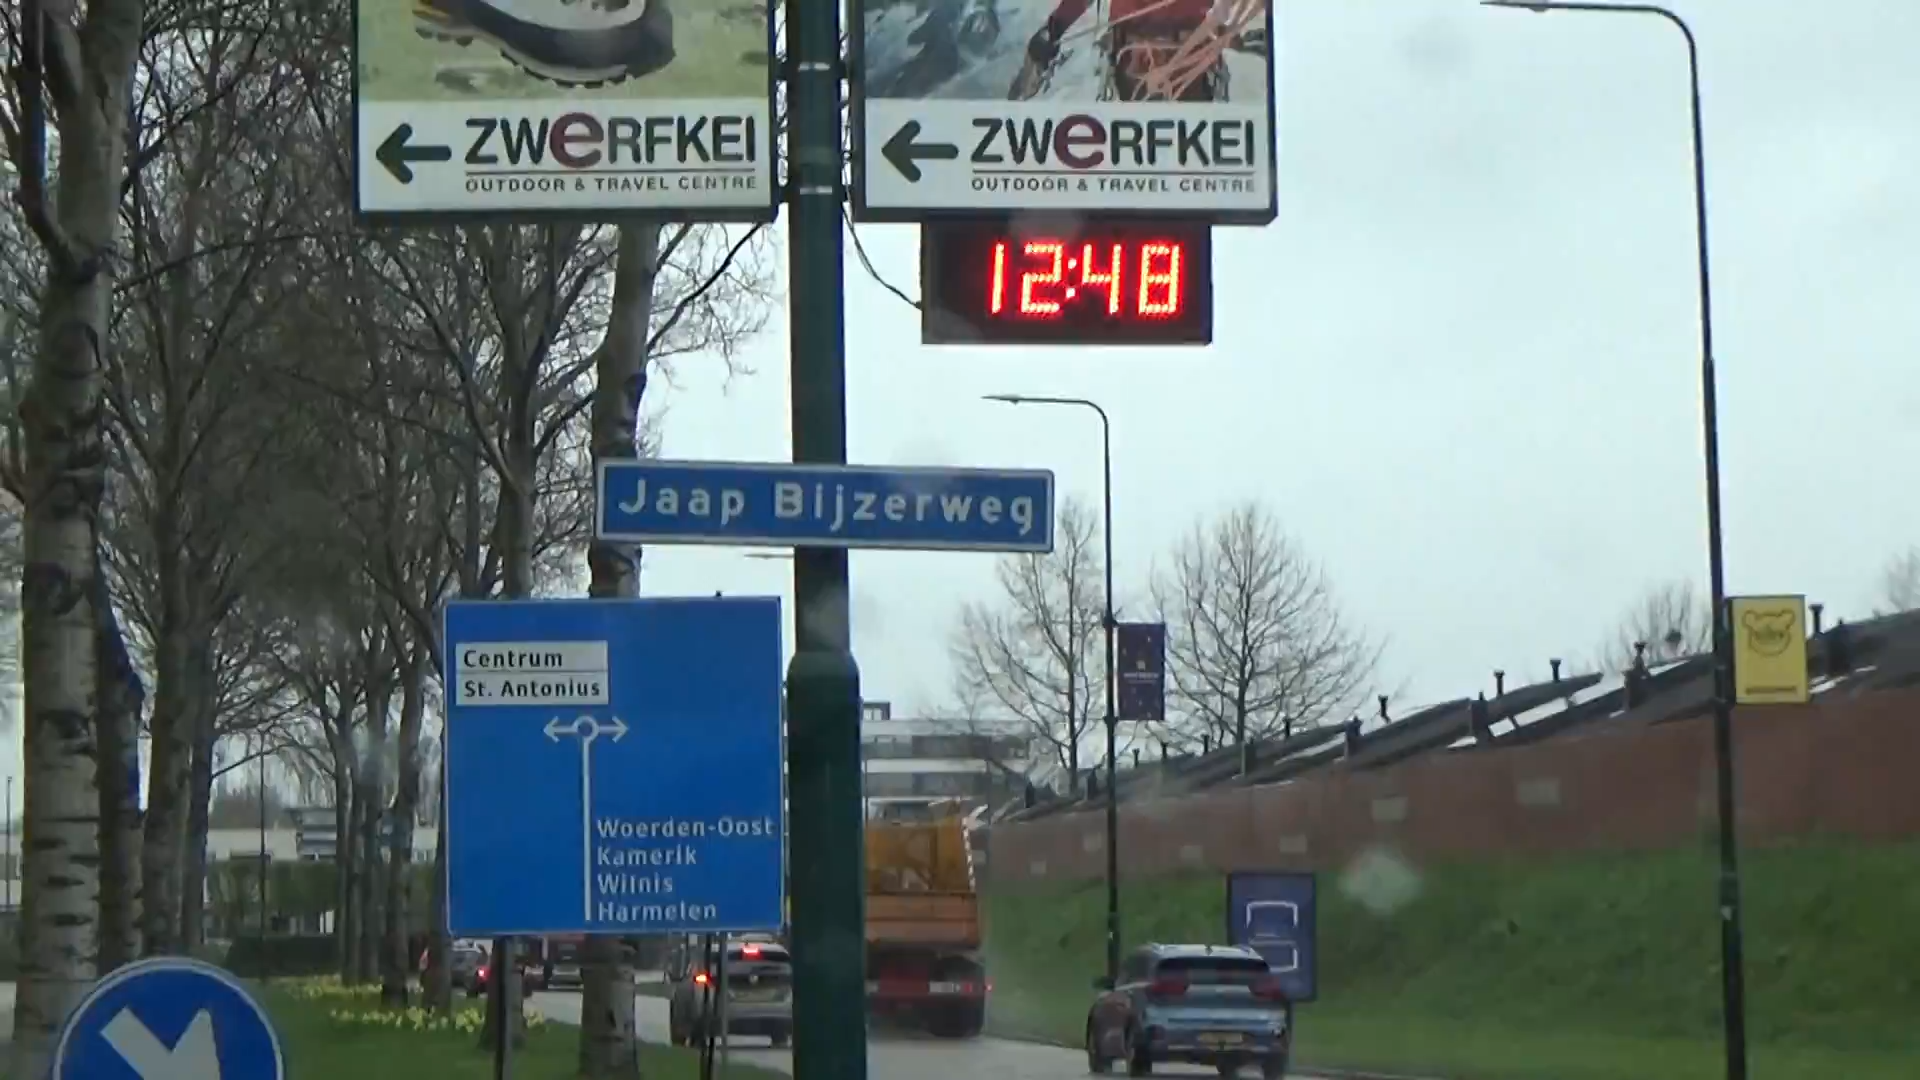 ZWeRFKEI
OUTDOOR & TRAVEL CENTRE
ZWeRFKEI
OUTDOOR & TRAVEL CENTRE
12:48
Jaap Bijzerweg
Centrum
St. Antonius
Woerden-Oost
Kamerik
Wilnis
Harmelen